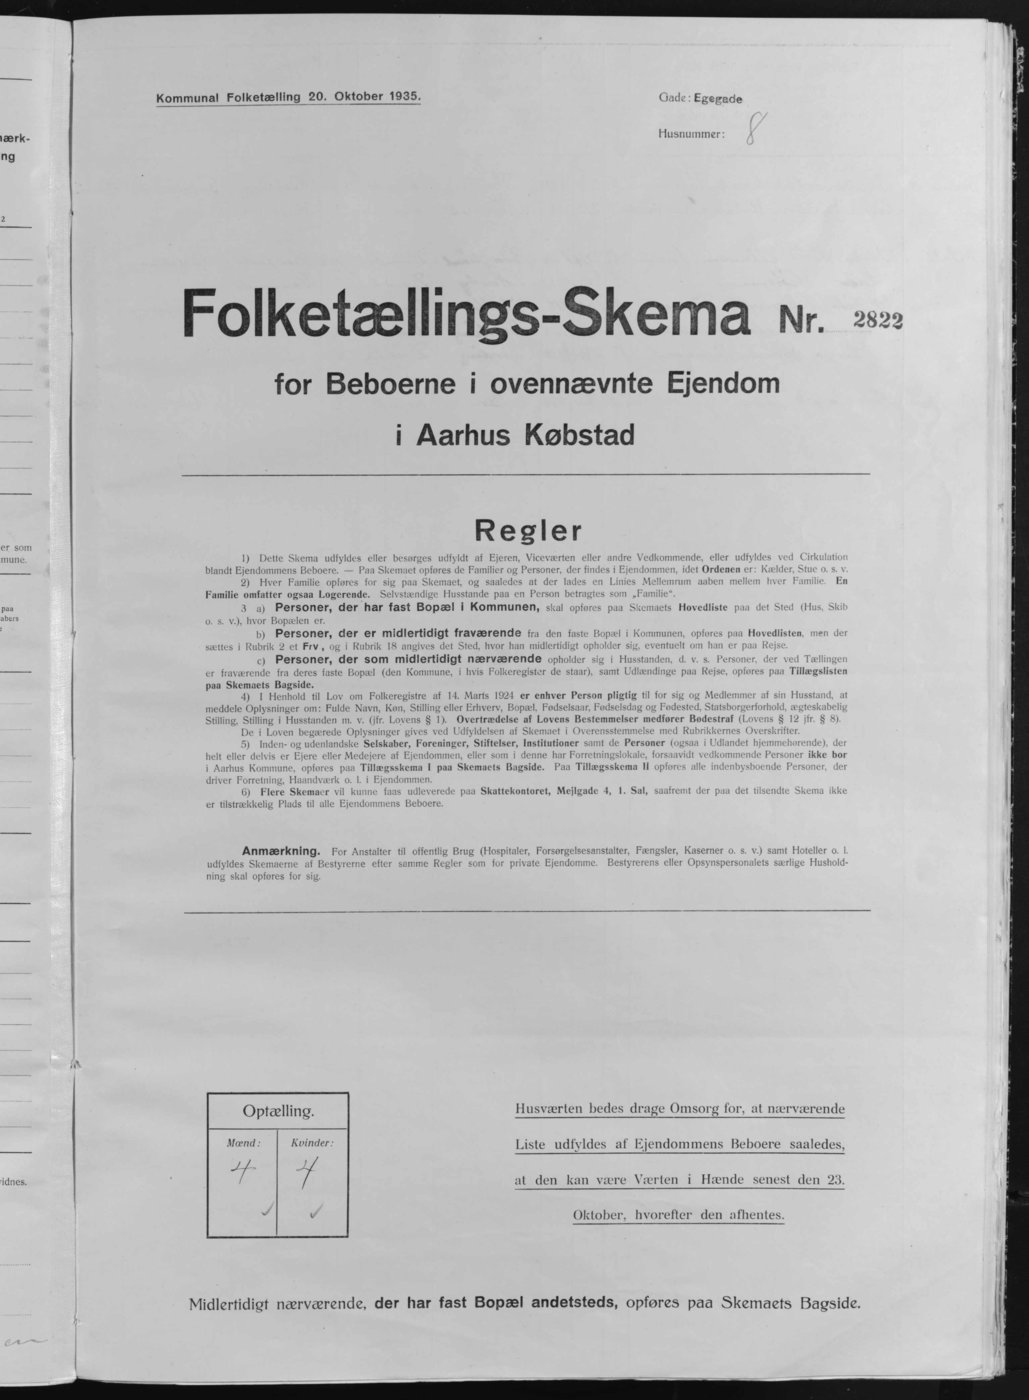 Kommunal Folketælling 20. Oktober 1935.
Gade: Egegade
Husnummer: 8
Folketællings-Skema Nr. 2822
for Beboerne i ovennævnte Ejendom
i Aarhus Købstad
Regler
1) Dette Skema udfyldes eller besørges udfyldt af Ejeren, Viceværten eller andre Vedkommende, eller udfyldes ved Cirkulation
blandt Ejendommens Beboere. — Paa Skemaet opføres de Familier og Personer, der findes i Ejendommen, idet Ordenen er: Kælder, Stue o. s. v.
2) Hver Familie opføres for sig paa Skemaet, og saaledes at der lades en Linies Mellemrum aaben mellem hver Familie. En
Familie omfatter ogsaa Logerende. Selvstændige Husstande paa en Person betragtes som „Familie“.
3 a) Personer, der har fast Bopæl i Kommunen, skal opføres paa Skemaets Hovedliste paa det Sted (Hus, Skib
o. s. v.), hvor Bopælen er.
b) Personer, der er midlertidigt fraværende fra den faste Bopæl i Kommunen, opføres paa Hovedlisten, men der
sættes i Rubrik 2 et Frv, og i Rubrik 18 angives det Sted, hvor han midlertidigt opholder sig, eventuelt om han er paa Rejse.
c) Personer, der som midlertidigt nærværende opholder sig i Husstanden, d. v. s. Personer, der ved Tællingen
er fraværende fra deres faste Bopæl (den Kommune, i hvis Folkeregister de staar), samt Udlændinge paa Rejse, opføres paa Tillægslisten
paa Skemaets Bagside.
4) I Henhold til Lov om Folkeregistre af 14. Marts 1924 er enhver Person pligtig til for sig og Medlemmer af sin Husstand, at
meddele Oplysninger om: Fulde Navn, Køn, Stilling eller Erhverv, Bopæl, Fødselsaar, Fødselsdag og Fødested, Statsborgerforhold, ægteskabelig
Stilling, Stilling i Husstanden m. v. (jfr. Lovens § 1). Overtrædelse af Lovens Bestemmelser medfører Bødestraf (Lovens § 12 jfr. § 8).
De i Loven begærede Oplysninger gives ved Udfyldelsen af Skemaet i Overensstemmelse med Rubrikkernes Overskrifter.
5) Inden- og udenlandske Selskaber, Foreninger, Stiftelser, Institutioner samt de Personer (ogsaa i Udlandet hjemmehørende), der
helt eller delvis er Ejere eller Medejere af Ejendommen, eller som i denne har Forretningslokale, forsaavidt vedkommende Personer ikke bor
i Aarhus Kommune, opføres paa Tillægsskema I paa Skemaets Bagside. Paa Tillægsskema II opføres alle indenbysboende Personer, der
driver Forretning, Haandværk o. l. i Ejendommen.
6) Flere Skemaer vil kunne faas udleverede paa Skattekontoret, Mejlgade 4, 1. Sal, saafremt der paa det tilsendte Skema ikke
er tilstrækkelig Plads til alle Ejendommens Beboere.
Anmærkning. For Anstalter til offentlig Brug (Hospitaler, Forsørgelsesanstalter, Fængsler, Kaserner o. s. v.) samt Hoteller o. l.
udfyldes Skemaerne af Bestyrerne efter samme Regler som for private Ejendomme. Bestyrerens eller Opsynspersonalets særlige Hushold-
ning skal opføres for sig.
Optælling.
Mænd: Kvinder:
4 4
Husværten bedes drage Omsorg for, at nærværende
Liste udfyldes af Ejendommens Beboere saaledes,
at den kan være Værten i Hænde senest den 23.
Oktober, hvorefter den afhentes.
Midlertidigt nærværende, der har fast Bopæl andetsteds, opføres paa Skemaets Bagside.